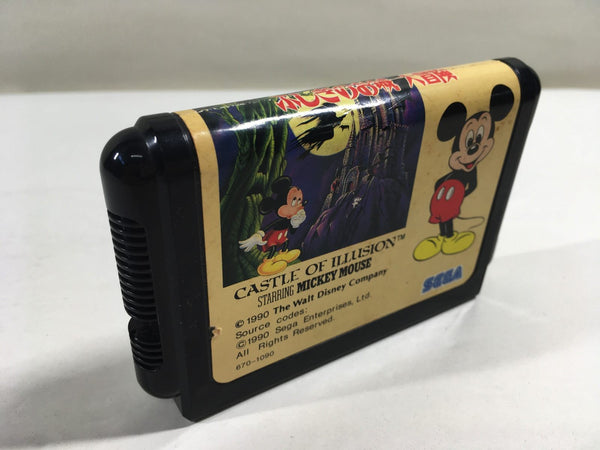 ふしぎのお城 大冒険
CASTLE OF ILLUSION™
STARRING MICKEY MOUSE
© 1990 The Walt Disney Company
Source codes:
©1990 Sega Enterprises, Ltd.
All Rights Reserved.
670-1090
SEGA